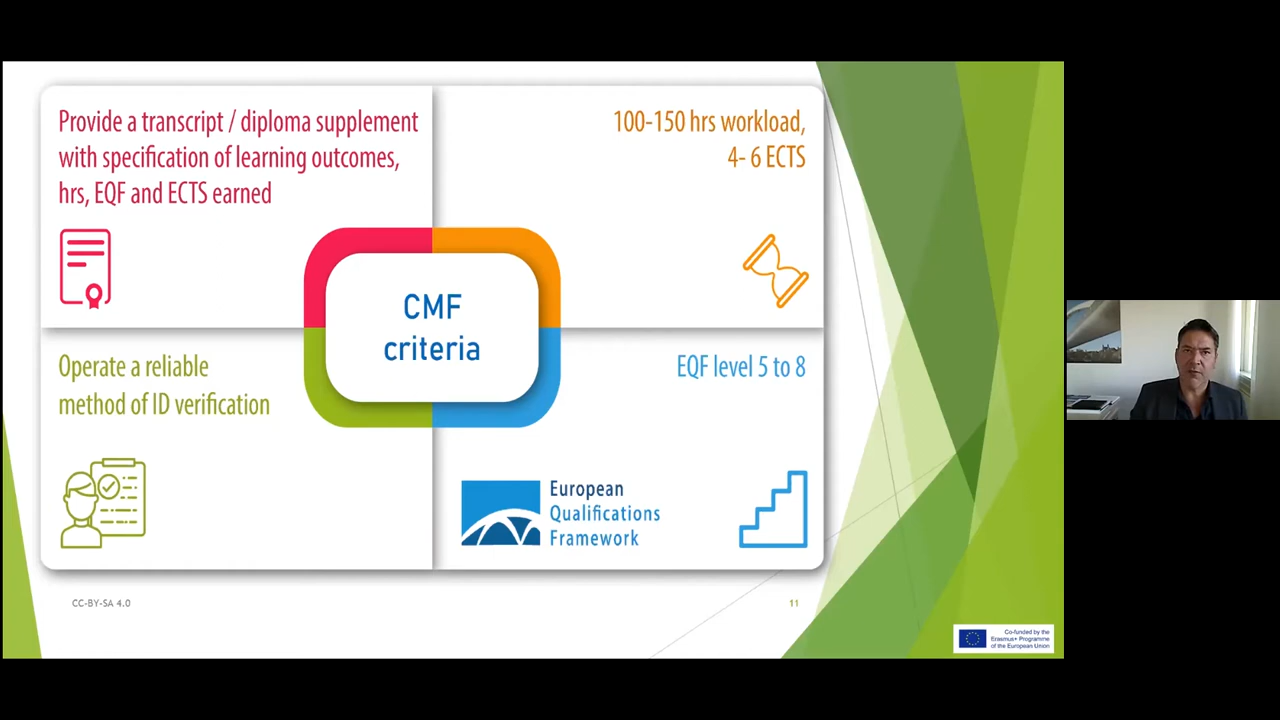 Provide a transcript / diploma supplement
with specification of learning outcomes,
hrs, EQF and ECTS earned
100-150 hrs workload,
4- 6 ECTS
CMF
criteria
Operate a reliable
method of ID verification
EQF level 5 to 8
European
Qualifications
Framework
CC-BY-SA 4.0
11
Co-funded by the
Erasmus+ Programme
of the European Union